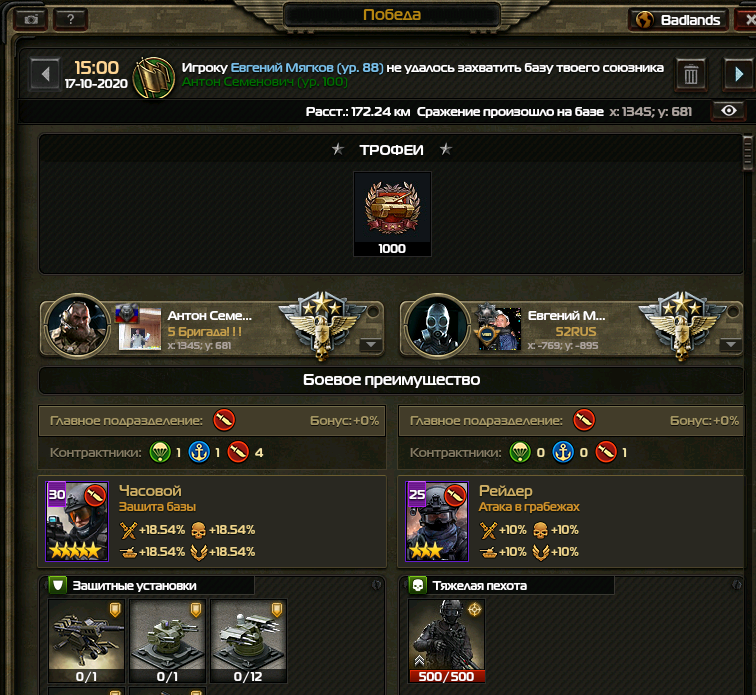 ?
Победа
Badlands
15:00
17-10-2020
Игроку Евгений Мягков (ур. 88) не удалось захватить базу твоего союзника
Антон Семенович (ур. 100)
Расст.: 172.24 км Сражение произошло на базе x: 1345; y: 681
ТРОФЕИ
1000
Антон Семе...
5 Бригада!!!
x: 1345; y: 681
Евгений М...
52RUS
x: -769; y: -895
Боевое преимущество
Главное подразделение: Бонус: +0%
Контрактники: 1 1 4
30
Часовой
Защита базы
+18.54% +18.54%
+18.54% +18.54%
Главное подразделение: Бонус: +0%
Контрактники: 0 0 1
25
Рейдер
Атака в грабежах
+10% +10%
+10% +10%
Защитные установки
0/1 0/1 0/12
Тяжелая пехота
500/500